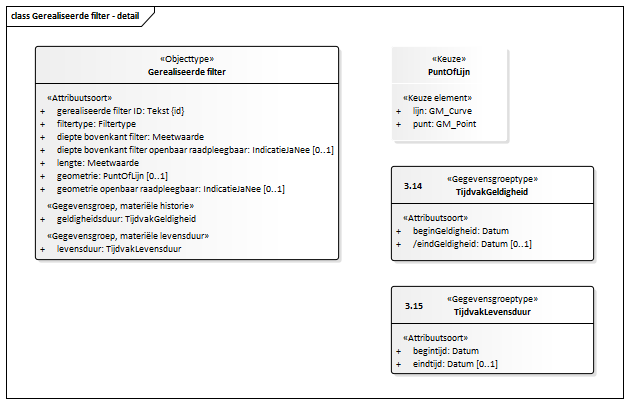 class Gerealiseerde filter - detail
«Objecttype»
Gerealiseerde filter
«Attribuutsoort»
+ gerealiseerde filter ID: Tekst {id}
+ filtertype: Filtertype
+ diepte bovenkant filter: Meetwaarde
+ diepte bovenkant filter openbaar raadpleegbaar: IndicatieJaNee [0..1]
+ lengte: Meetwaarde
+ geometrie: PuntOfLijn [0..1]
+ geometrie openbaar raadpleegbaar: IndicatieJaNee [0..1]
«Gegevensgroep, materiële historie»
+ geldigheidsduur: TijdvakGeldigheid
«Gegevensgroep, materiële levensduur»
+ levensduur: TijdvakLevensduur
«Keuze»
PuntOfLijn
«Keuze element»
+ lijn: GM_Curve
+ punt: GM_Point
3.14
«Gegevensgroeptype»
TijdvakGeldigheid
«Attribuutsoort»
+ beginGeldigheid: Datum
+ /eindGeldigheid: Datum [0..1]
3.15
«Gegevensgroeptype»
TijdvakLevensduur
«Attribuutsoort»
+ begintijd: Datum
+ eindtijd: Datum [0..1]